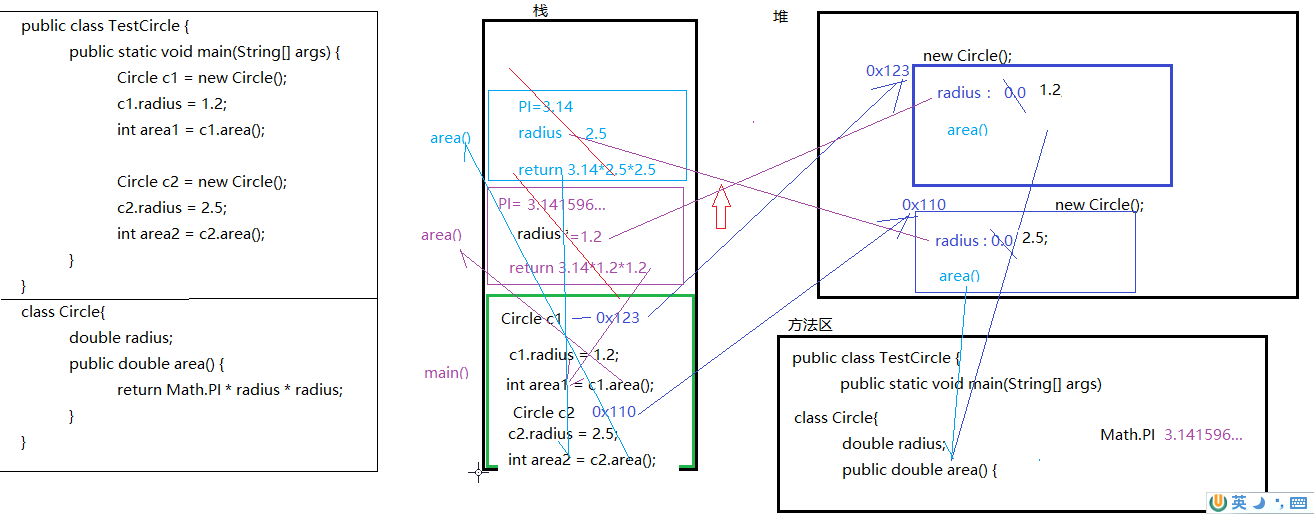 public class TestCircle {
public static void main(String[] args) {
Circle c1 = new Circle();
c1.radius = 1.2;
int area1 = c1.area();
Circle c2 = new Circle();
c2.radius = 2.5;
int area2 = c2.area();
}
}
class Circle{
double radius;
public double area() {
return Math.PI * radius * radius;
}
}
栈
area()
PI=3.14
radius 2.5
return 3.14*2.5*2.5
area()
PI= 3.141596...
radius =1.2
return 3.14*1.2*1.2
main()
Circle c1 0x123
c1.radius = 1.2;
int area1 = c1.area();
Circle c2 0x110
c2.radius = 2.5;
int area2 = c2.area();
堆
new Circle();
0x123
radius : 0.0 1.2
area()
0x110
new Circle();
radius : 0.0 2.5;
area()
方法区
public class TestCircle {
public static void main(String[] args)
class Circle{
double radius;
public double area() {
Math.PI 3.141596...
英